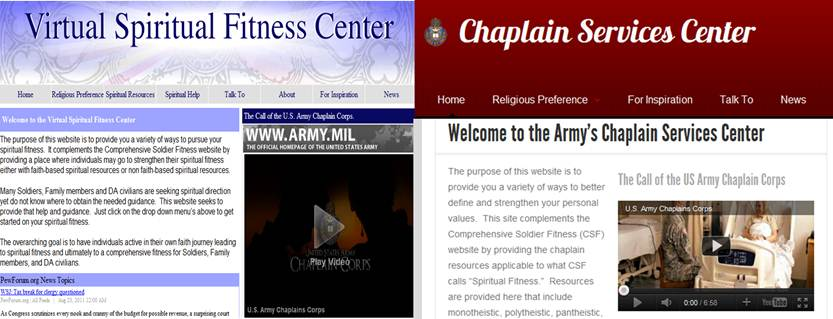 Virtual Spiritual Fitness Center
Home Religious Preference Spiritual Resources Spiritual Help Talk To About For Inspiration News
Welcome to the Virtual Spiritual Fitness Center
The purpose of this website is to provide you a variety of ways to pursue your
spiritual fitness. It complements the Comprehensive Soldier Fitness website by
providing a place where individuals may go to strengthen their spiritual fitness
either with faith-based spiritual resources or non faith-based spiritual resources.
Many Soldiers, Family members and DA civilians are seeking spiritual direction
yet do not know where to obtain the needed guidance. This website seeks to
provide that help and guidance. Just click on the drop down menu's above to get
started on your spiritual fitness.
The overarching goal is to have individuals active in their own faith journey leading
to spiritual fitness and ultimately to a comprehensive fitness for Soldiers, Family
members, and DA civilians.
PewForum.org News Topics
WSJ: Tax break for clergy questioned
PewForum.org | All Feeds | Aug 23, 2011 12:00 AM
As Congress scrutinizes every nook and cranny of the budget for possible revenue, a surprising court
The Call of the U.S. Army Chaplain Corps.
WWW.ARMY.MIL
THE OFFICIAL HOMEPAGE OF THE UNITED STATES ARMY
Play Video
UNITED STATES ARMY
CHAPLAIN CORPS
U.S. Army Chaplains Corps
Chaplain Services Center
Home Religious Preference For Inspiration Talk To News
Welcome to the Army's Chaplain Services Center
The purpose of this website is to
provide you a variety of ways to better
define and strengthen your personal
values. This site complements the
Comprehensive Soldier Fitness (CSF)
website by providing the chaplain
resources applicable to what CSF
calls “Spiritual Fitness.” Resources
are provided here that include
monotheistic, polytheistic, pantheistic,
The Call of the US Army Chaplain Corps
U.S. Army Chaplains Corps
0:00 / 6:58 YouTube